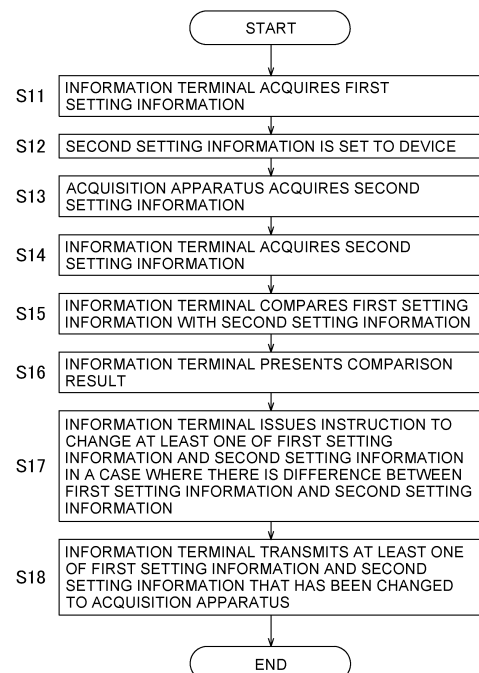 START
S11
INFORMATION TERMINAL ACQUIRES FIRST
SETTING INFORMATION
S12
SECOND SETTING INFORMATION IS SET TO DEVICE
S13
ACQUISITION APPARATUS ACQUIRES SECOND
SETTING INFORMATION
S14
INFORMATION TERMINAL ACQUIRES SECOND
SETTING INFORMATION
S15
INFORMATION TERMINAL COMPARES FIRST SETTING
INFORMATION WITH SECOND SETTING INFORMATION
S16
INFORMATION TERMINAL PRESENTS COMPARISON
RESULT
S17
INFORMATION TERMINAL ISSUES INSTRUCTION TO
CHANGE AT LEAST ONE OF FIRST SETTING
INFORMATION AND SECOND SETTING INFORMATION
IN A CASE WHERE THERE IS DIFFERENCE BETWEEN
FIRST SETTING INFORMATION AND SECOND SETTING
INFORMATION
S18
INFORMATION TERMINAL TRANSMITS AT LEAST ONE
OF FIRST SETTING INFORMATION AND SECOND
SETTING INFORMATION THAT HAS BEEN CHANGED
TO ACQUISITION APPARATUS
END